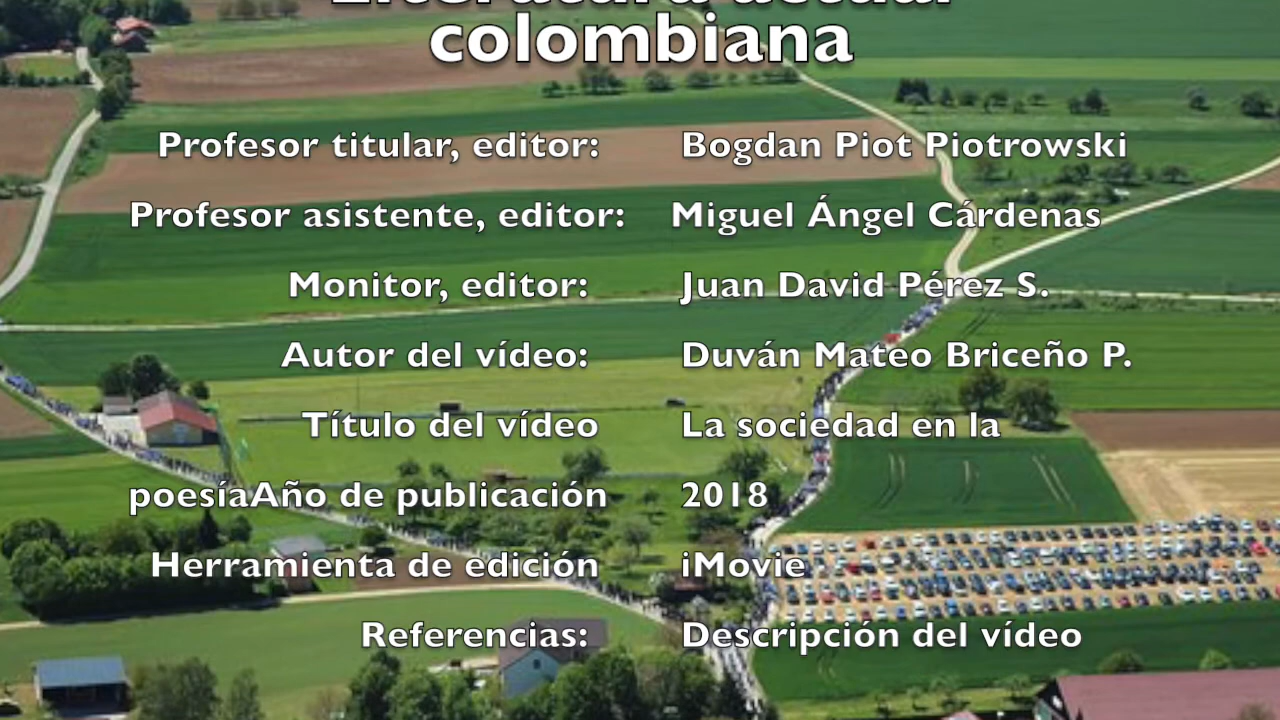 Literatura actual
colombiana
Profesor titular, editor: Bogdan Piot Piotrowski
Profesor asistente, editor: Miguel Ángel Cárdenas
Monitor, editor: Juan David Pérez S.
Autor del vídeo: Duván Mateo Briceño P.
Título del vídeo La sociedad en la
poesíaAño de publicación 2018
Herramienta de edición iMovie
Referencias: Descripción del vídeo